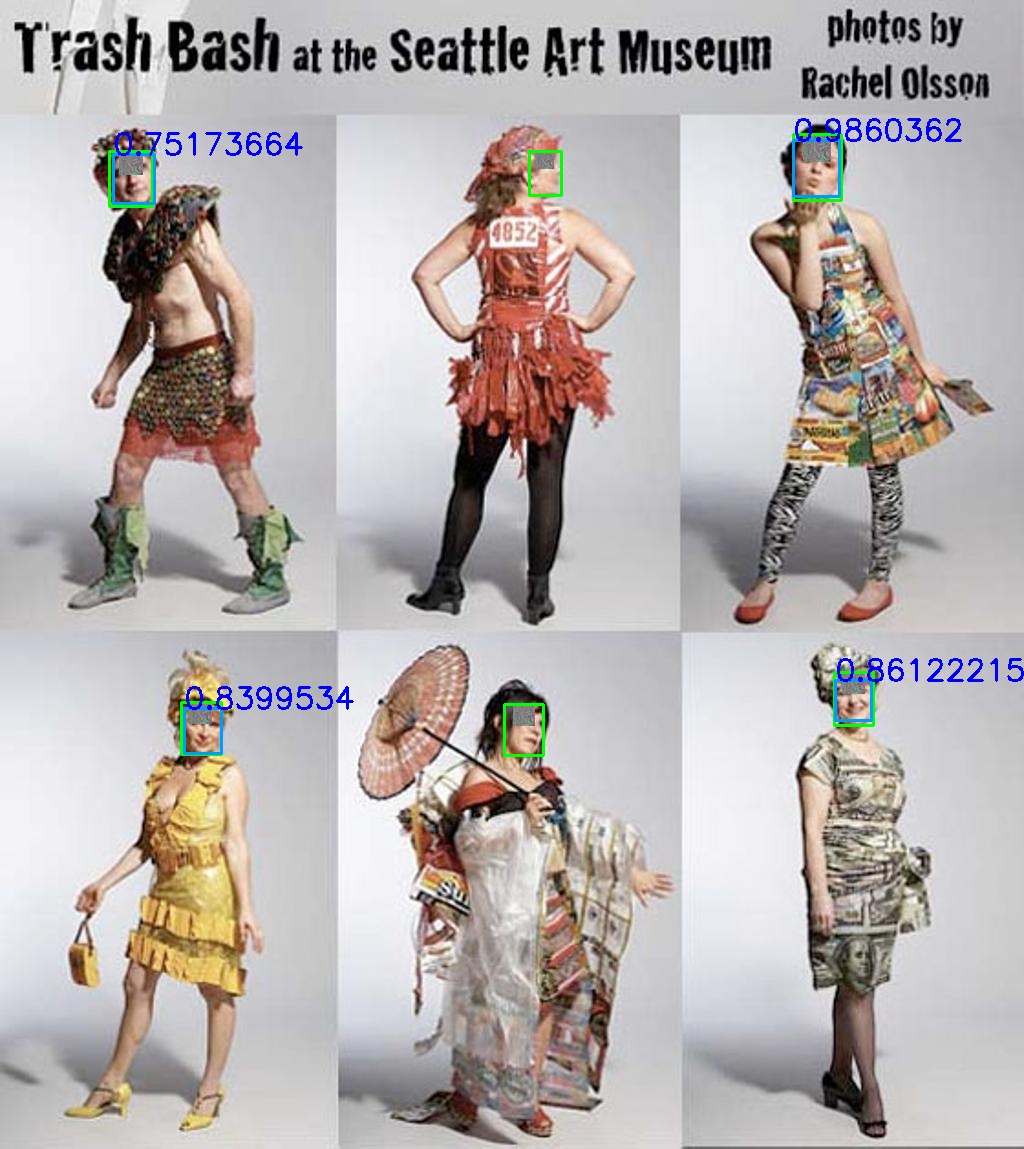 Trash Bash at the Seattle Art Museum
photos by
Rachel Olsson
0.75173664
0.9860362
4852
0.8399534
0.86122215
Sun